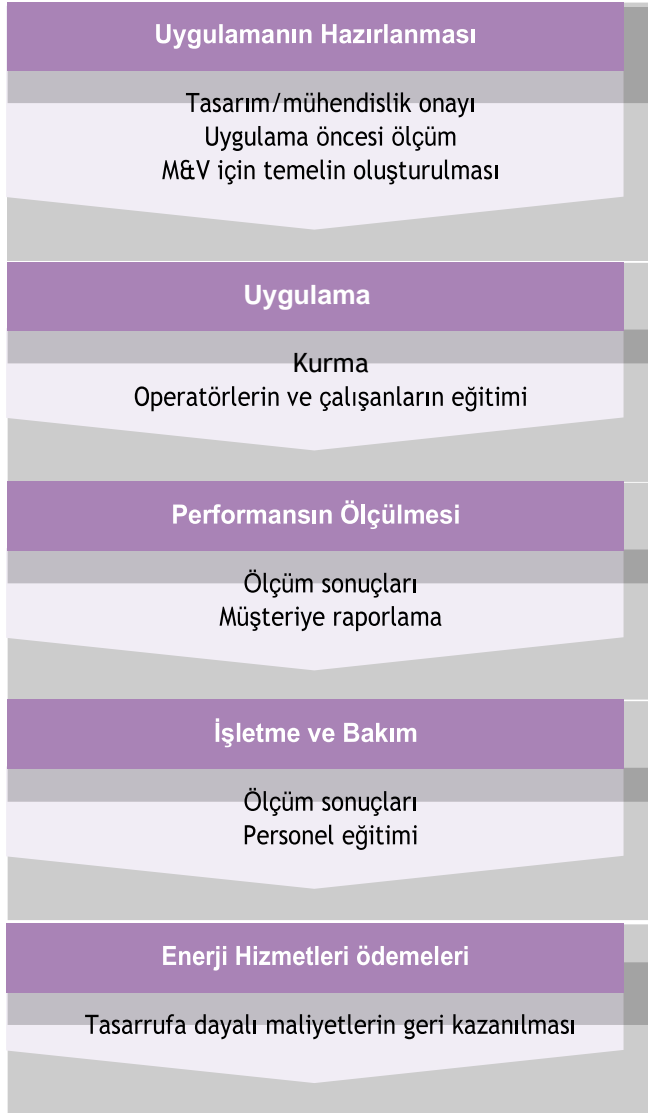 Uygulamanın Hazırlanması
Tasarım/mühendislik onayı
Uygulama öncesi ölçüm
M&V için temelin oluşturulması
Uygulama
Kurma
Operatörlerin ve çalışanların eğitimi
Performansın Ölçülmesi
Ölçüm sonuçları
Müşteriye raporlama
İşletme ve Bakım
Ölçüm sonuçları
Personel eğitimi
Enerji Hizmetleri ödemeleri
Tasarrufa dayalı maliyetlerin geri kazanılması